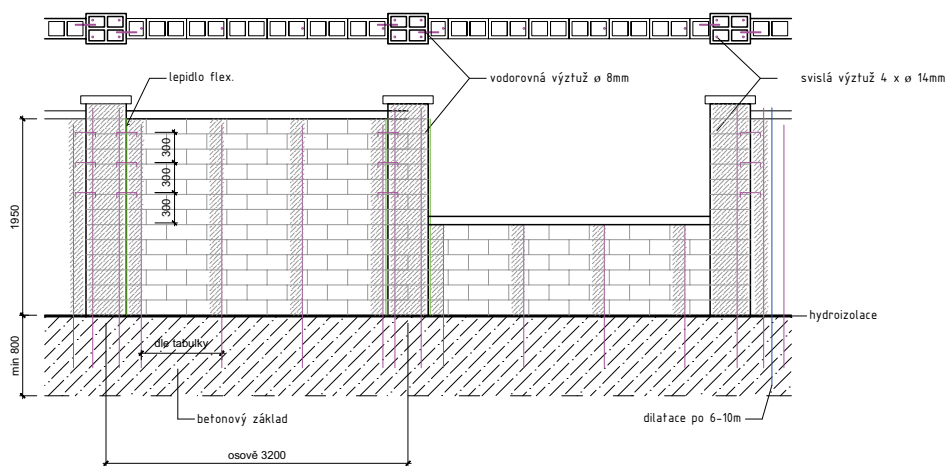 lepidlo flex.
vodorovná výztuž ø 8mm
svislá výztuž 4 x ø 14mm
300
300
300
1950
hydroizolace
min 800
dle tabulky
betonový základ
dilatace po 6-10m
osově 3200